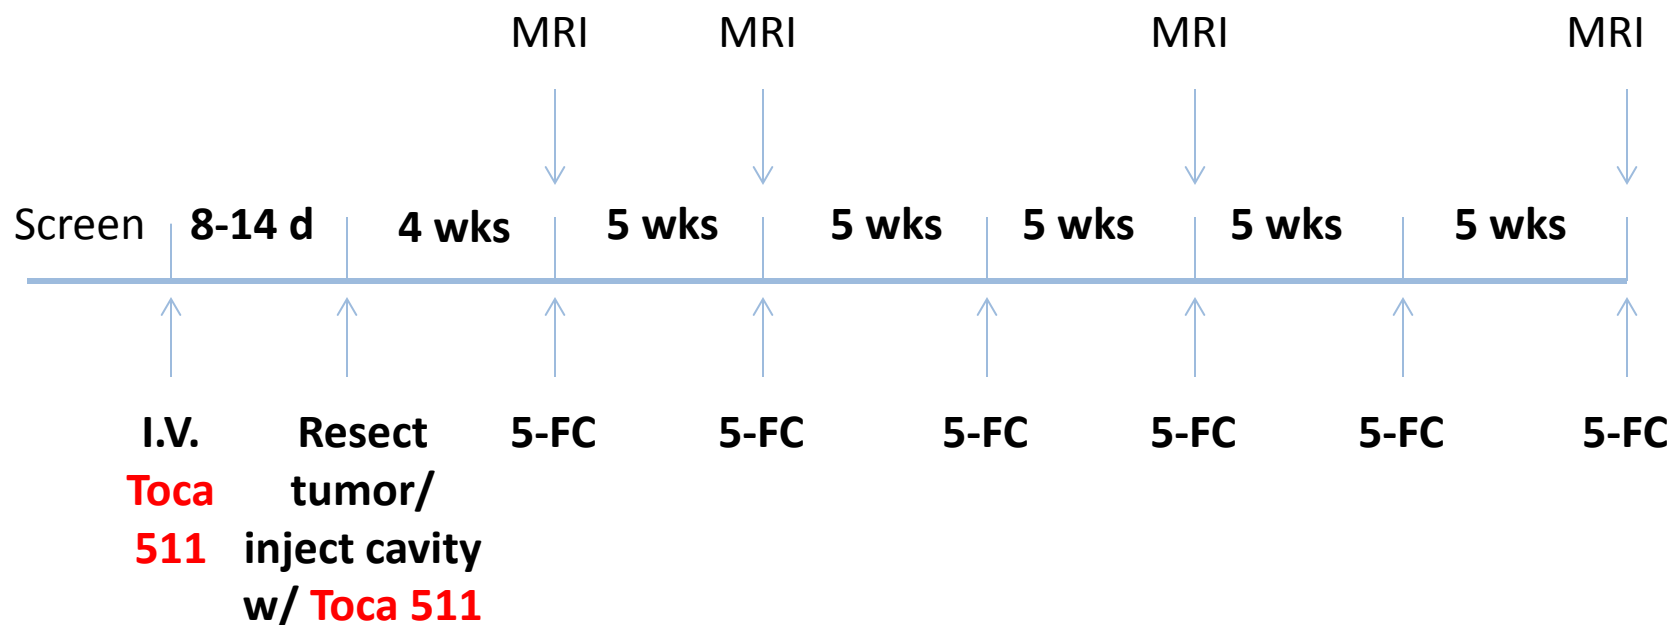 MRI MRI MRI MRI
Screen 8-14 d 4 wks 5 wks 5 wks 5 wks 5 wks 5 wks
I.V. Resect 5-FC 5-FC 5-FC 5-FC 5-FC 5-FC
Toca tumor/
511 inject cavity
w/ Toca 511